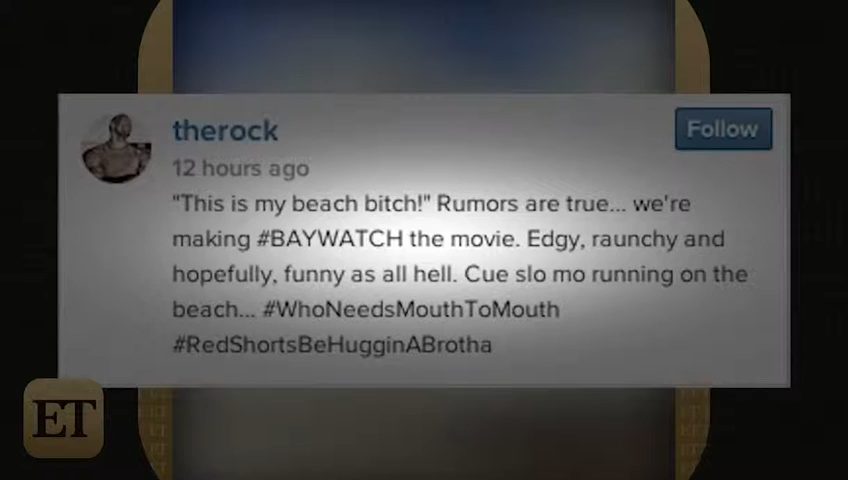 therock
Follow
12 hours ago
"This is my beach bitch!" Rumors are true... we're
making #BAYWATCH the movie. Edgy, raunchy and
hopefully, funny as all hell. Cue slo mo running on the
beach... #WhoNeedsMouthToMouth
#RedShortsBeHugginABrotha
ET